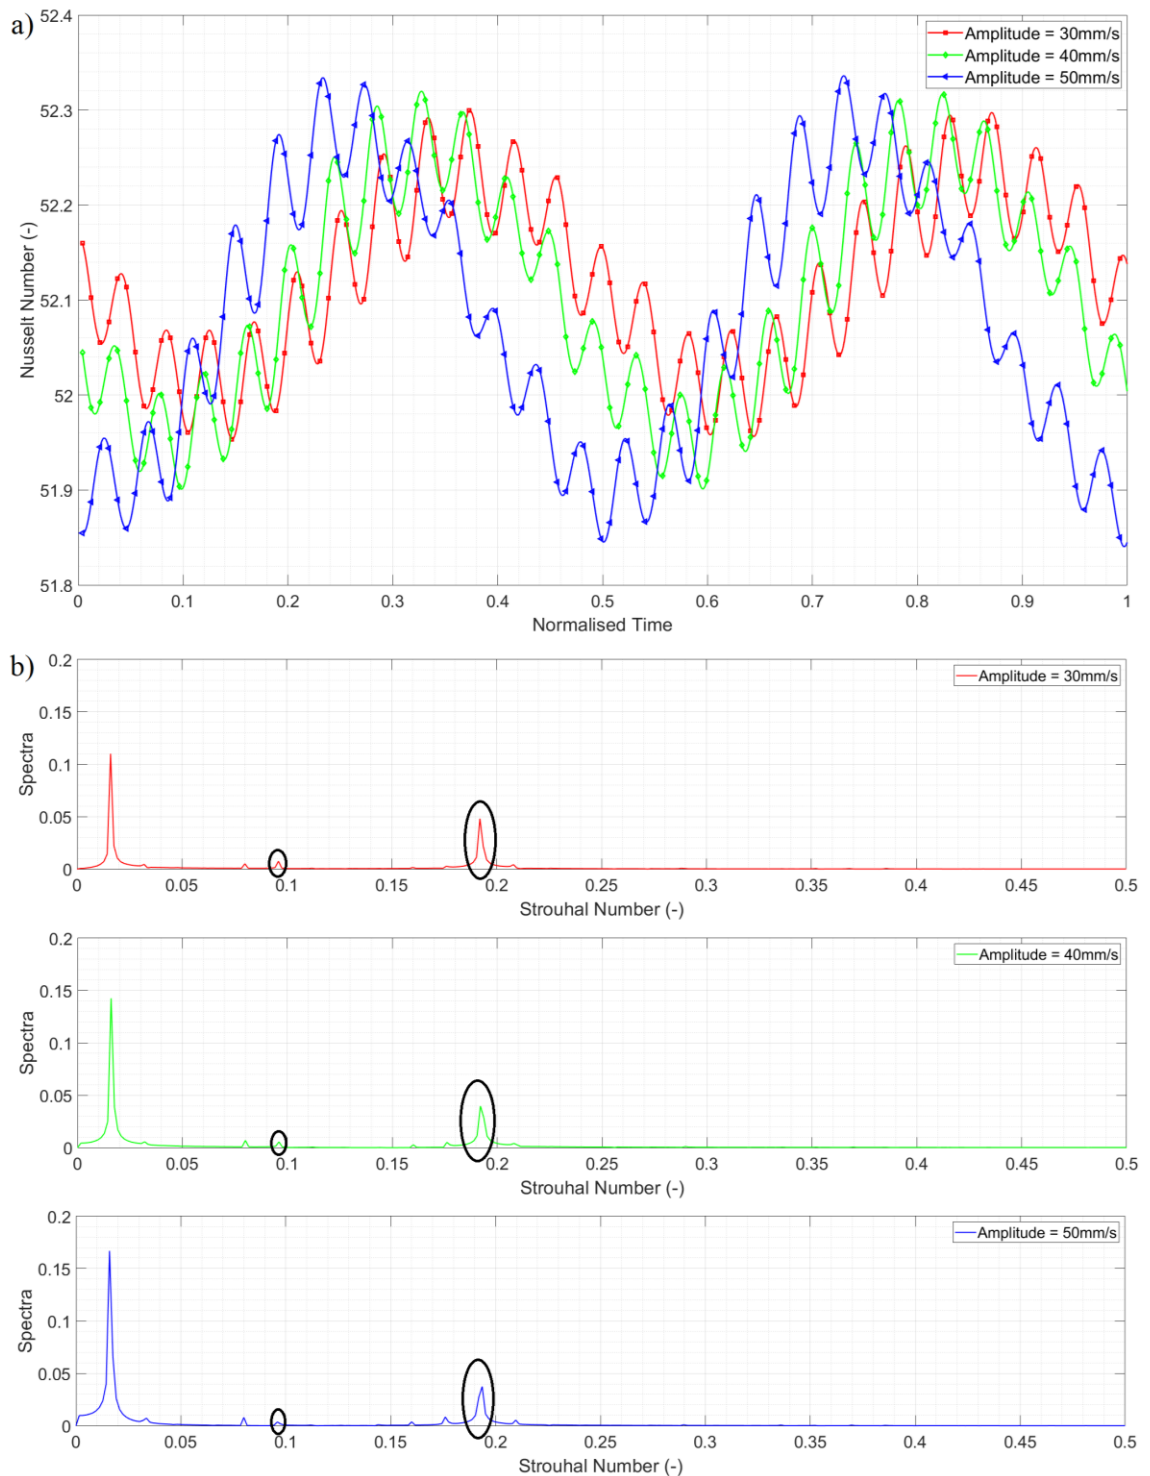 a)
52.4
52.3
52.2
52.1
52
51.9
51.8
Nusselt Number (-)
Amplitude = 30mm/s
Amplitude = 40mm/s
Amplitude = 50mm/s
0 0.1 0.2 0.3 0.4 0.5 0.6 0.7 0.8 0.9 1
Normalised Time
b)
0.2
0.15
0.1
0.05
0
Spectra
Amplitude = 30mm/s
0 0.05 0.1 0.15 0.2 0.25 0.3 0.35 0.4 0.45 0.5
Strouhal Number (-)
0.2
0.15
0.1
0.05
0
Spectra
Amplitude = 40mm/s
0 0.05 0.1 0.15 0.2 0.25 0.3 0.35 0.4 0.45 0.5
Strouhal Number (-)
0.2
0.15
0.1
0.05
0
Spectra
Amplitude = 50mm/s
0 0.05 0.1 0.15 0.2 0.25 0.3 0.35 0.4 0.45 0.5
Strouhal Number (-)